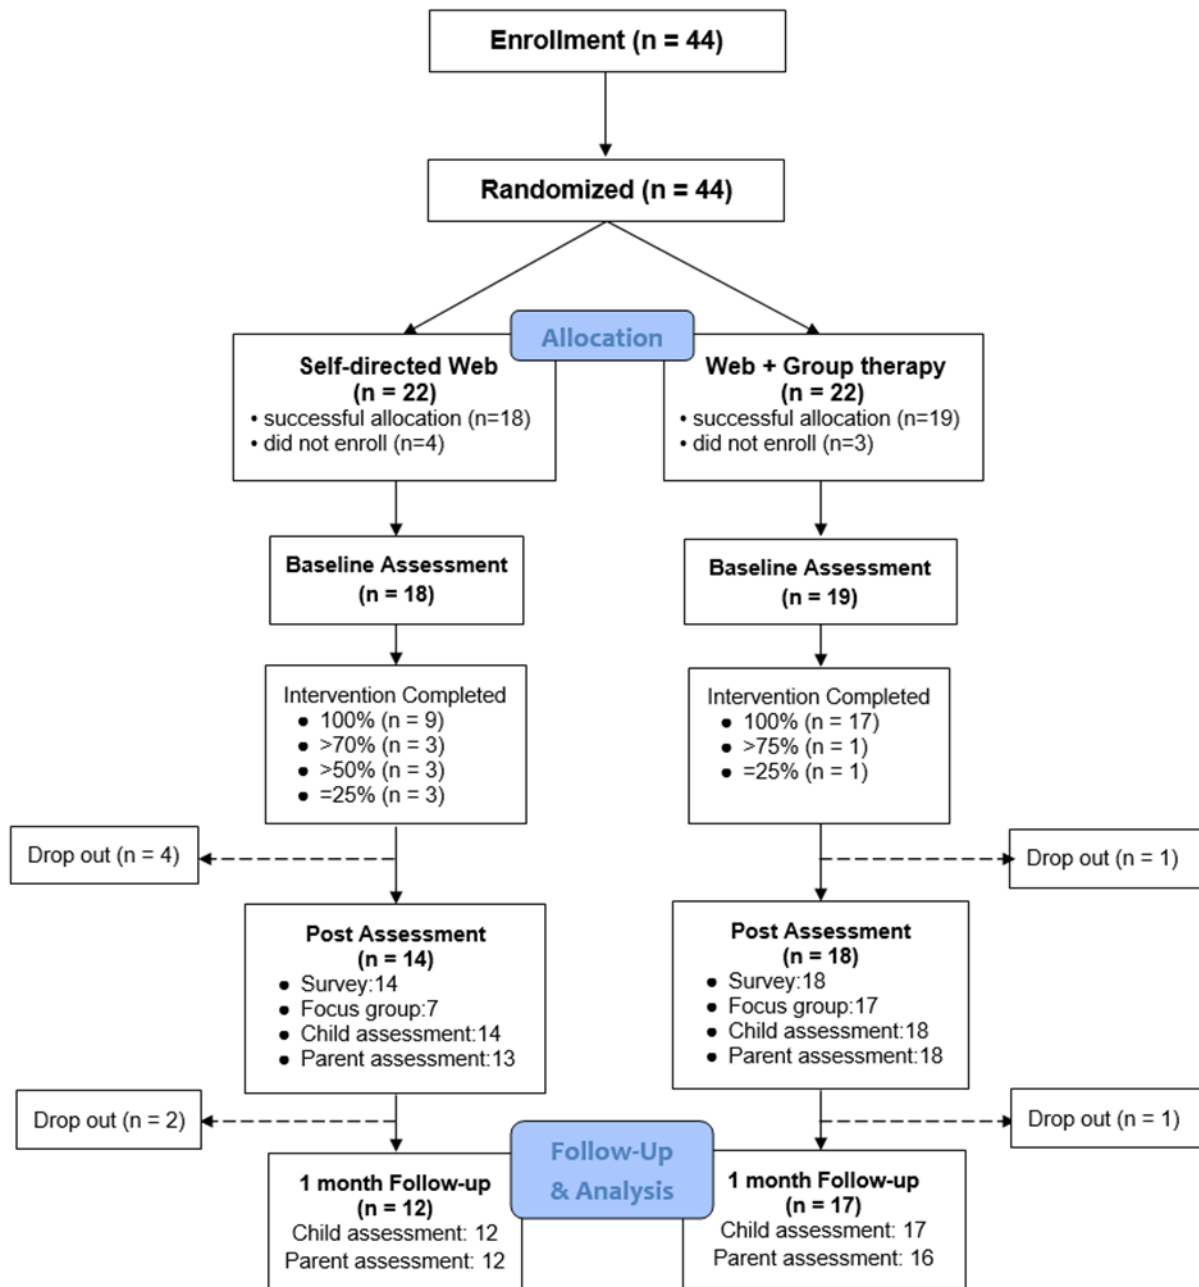 Enrollment (n = 44)
Randomized (n = 44)
Allocation
Self-directed Web
(n = 22)
• successful allocation (n=18)
• did not enroll (n=4)
Web + Group therapy
(n = 22)
• successful allocation (n=19)
• did not enroll (n=3)
Baseline Assessment
(n = 18)
Baseline Assessment
(n = 19)
Intervention Completed
● 100% (n = 9)
● >70% (n = 3)
● >50% (n = 3)
● =25% (n = 3)
Intervention Completed
● 100% (n = 17)
● >75% (n = 1)
● =25% (n = 1)
Drop out (n = 4)
Drop out (n = 1)
Post Assessment
(n = 14)
● Survey:14
● Focus group:7
● Child assessment:14
● Parent assessment:13
Post Assessment
(n = 18)
● Survey:18
● Focus group:17
● Child assessment:18
● Parent assessment:18
Drop out (n = 2)
Drop out (n = 1)
Follow-Up
& Analysis
1 month Follow-up
(n = 12)
Child assessment: 12
Parent assessment: 12
1 month Follow-up
(n = 17)
Child assessment: 17
Parent assessment: 16